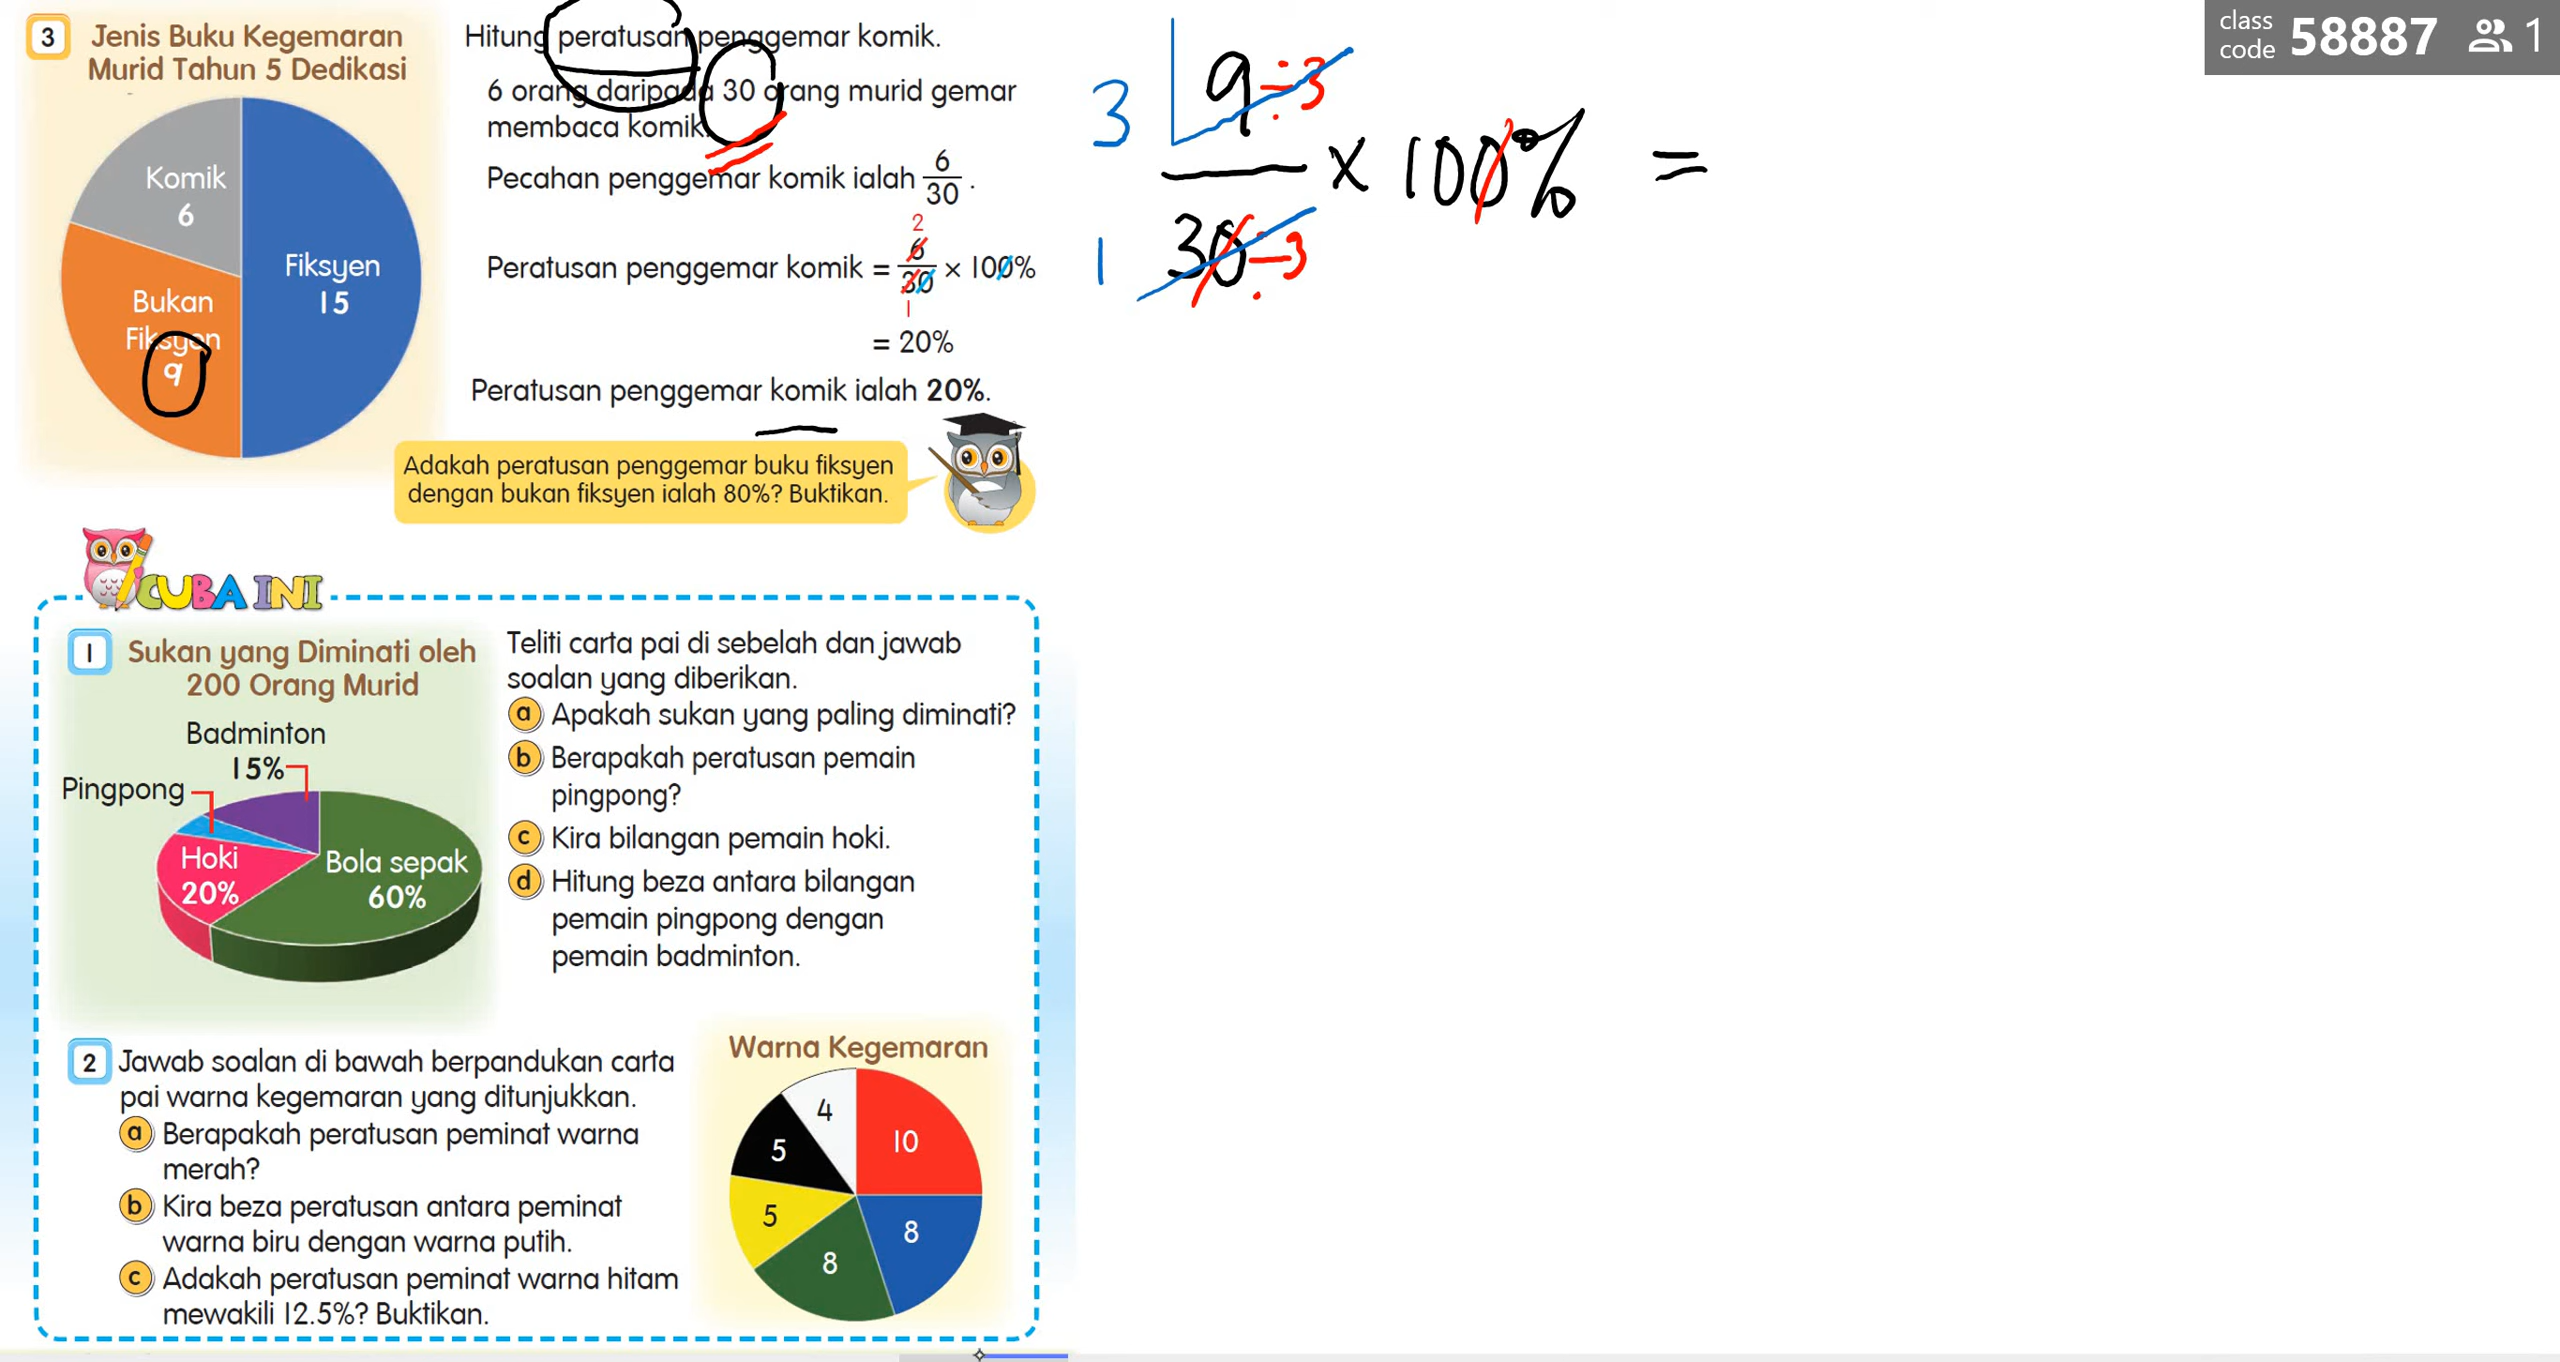 3 Jenis Buku Kegemaran
Murid Tahun 5 Dedikasi
Komik
6
Fiksyen
15
Bukan
Fiksyen
9
Hitung peratusan penggemar komik.
6 orang daripada 30 orang murid gemar
membaca komik.
Pecahan penggemar komik ialah 6/30 .
2
Peratusan penggemar komik = 6/30 × 100%
1
= 20%
Peratusan penggemar komik ialah 20%.
Adakah peratusan penggemar buku fiksyen
dengan bukan fiksyen ialah 80%? Buktikan.
3 9÷3
× 100% =
1 30÷3
class
code 58887 1
CUBA INI
1 Sukan yang Diminati oleh
200 Orang Murid
Badminton
15%
Pingpong
Hoki
20%
Bola sepak
60%
Teliti carta pai di sebelah dan jawab
soalan yang diberikan.
a Apakah sukan yang paling diminati?
b Berapakah peratusan pemain
pingpong?
c Kira bilangan pemain hoki.
d Hitung beza antara bilangan
pemain pingpong dengan
pemain badminton.
2 Jawab soalan di bawah berpandukan carta
pai warna kegemaran yang ditunjukkan.
a Berapakah peratusan peminat warna
merah?
b Kira beza peratusan antara peminat
warna biru dengan warna putih.
c Adakah peratusan peminat warna hitam
mewakili 12.5%? Buktikan.
Warna Kegemaran
4
10
5
5
8
8